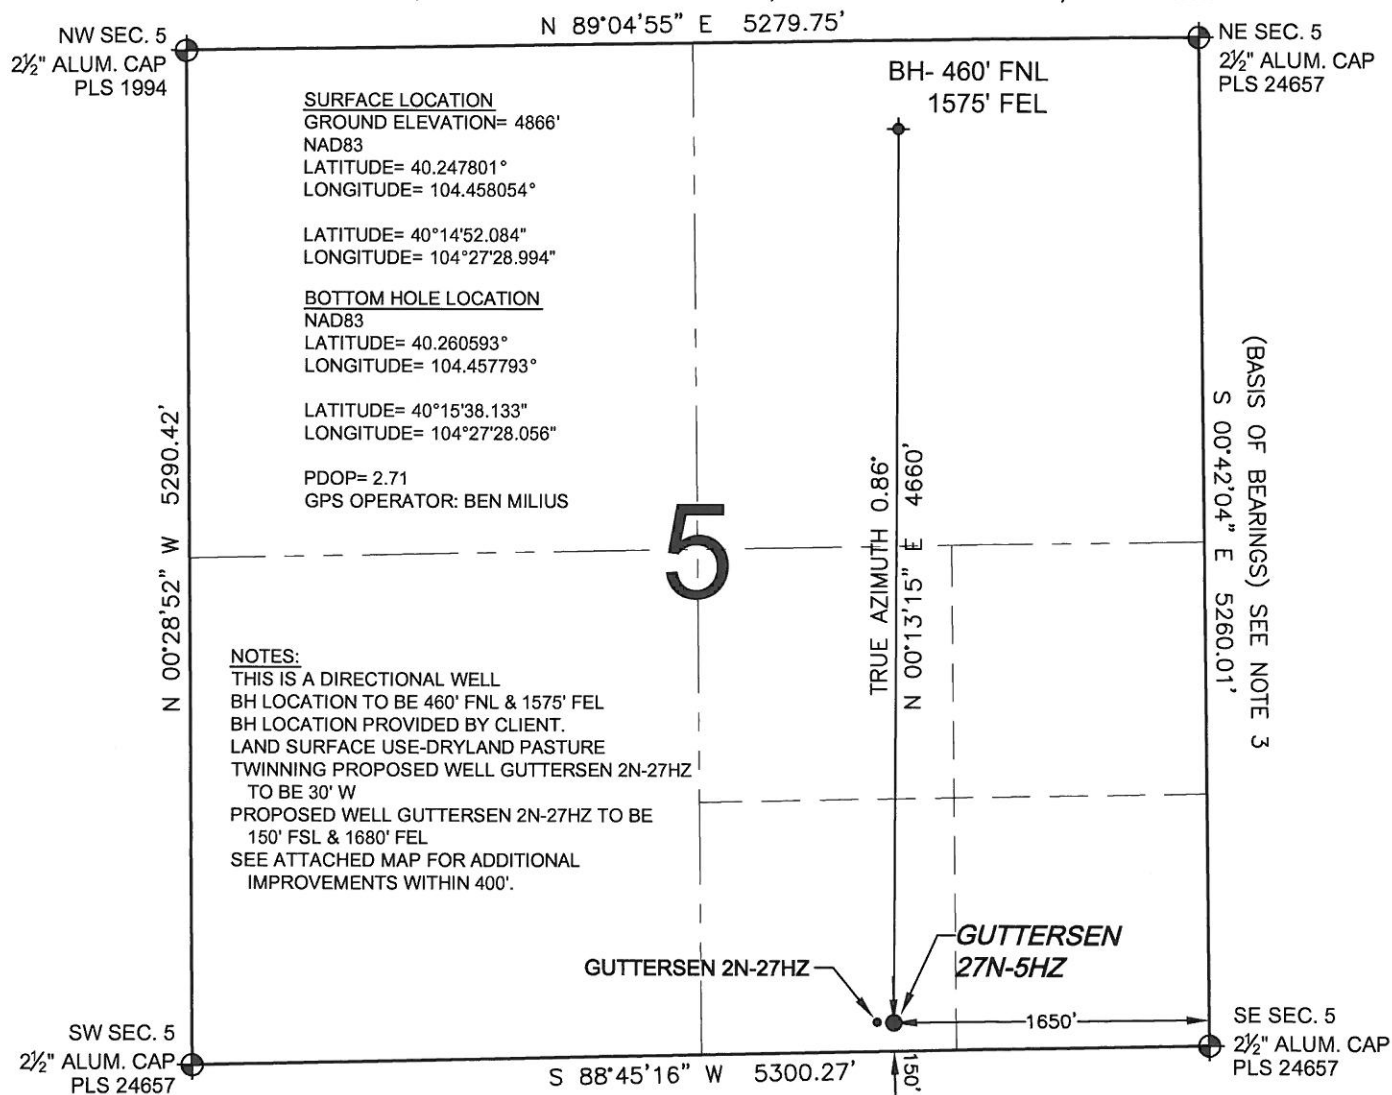 N 89°04'55" E 5279.75'
NW SEC. 5
2½" ALUM. CAP
PLS 1994
NE SEC. 5
2½" ALUM. CAP
PLS 24657
BH- 460' FNL
1575' FEL
SURFACE LOCATION
GROUND ELEVATION= 4866'
NAD83
LATITUDE= 40.247801°
LONGITUDE= 104.458054°
LATITUDE= 40°14'52.084"
LONGITUDE= 104°27'28.994"
BOTTOM HOLE LOCATION
NAD83
LATITUDE= 40.260593°
LONGITUDE= 104.457793°
LATITUDE= 40°15'38.133"
LONGITUDE= 104°27'28.056"
PDOP= 2.71
GPS OPERATOR: BEN MILIUS
N 00°28'52" W 5290.42'
5
TRUE AZIMUTH 0.86°
N 00°13'15" E 4660'
(BASIS OF BEARINGS) SEE NOTE 3
S 00°42'04" E 5260.01'
NOTES:
THIS IS A DIRECTIONAL WELL
BH LOCATION TO BE 460' FNL & 1575' FEL
BH LOCATION PROVIDED BY CLIENT.
LAND SURFACE USE-DRYLAND PASTURE
TWINNING PROPOSED WELL GUTTERSEN 2N-27HZ
TO BE 30' W
PROPOSED WELL GUTTERSEN 2N-27HZ TO BE
150' FSL & 1680' FEL
SEE ATTACHED MAP FOR ADDITIONAL
IMPROVEMENTS WITHIN 400'.
GUTTERSEN 2N-27HZ
GUTTERSEN
27N-5HZ
1650'
150'
SW SEC. 5
2½" ALUM. CAP
PLS 24657
S 88°45'16" W 5300.27'
SE SEC. 5
2½" ALUM. CAP
PLS 24657